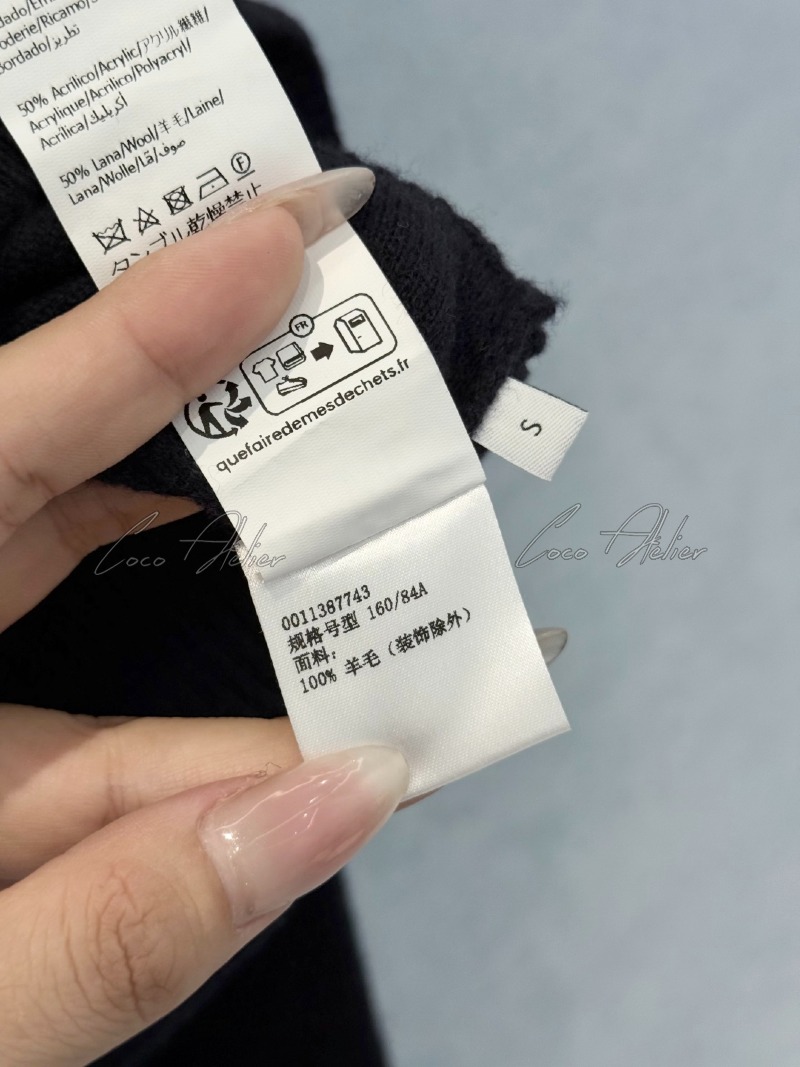 50% Acrilico/Acrylic/アクリル繊維/
Acrylique/Acrílico/Polyacryl/
Acrílica/أكريليك
50% Lana/Wool/羊毛/Laine/
Lana/Wolle/Lã/صوف
F
タンブル乾燥禁止
FR
quefairedemesdechets.fr
S
Coco Atelier
Coco Atelier
0011387743
规格号型 160/84A
面料:
100% 羊毛 (装饰除外)